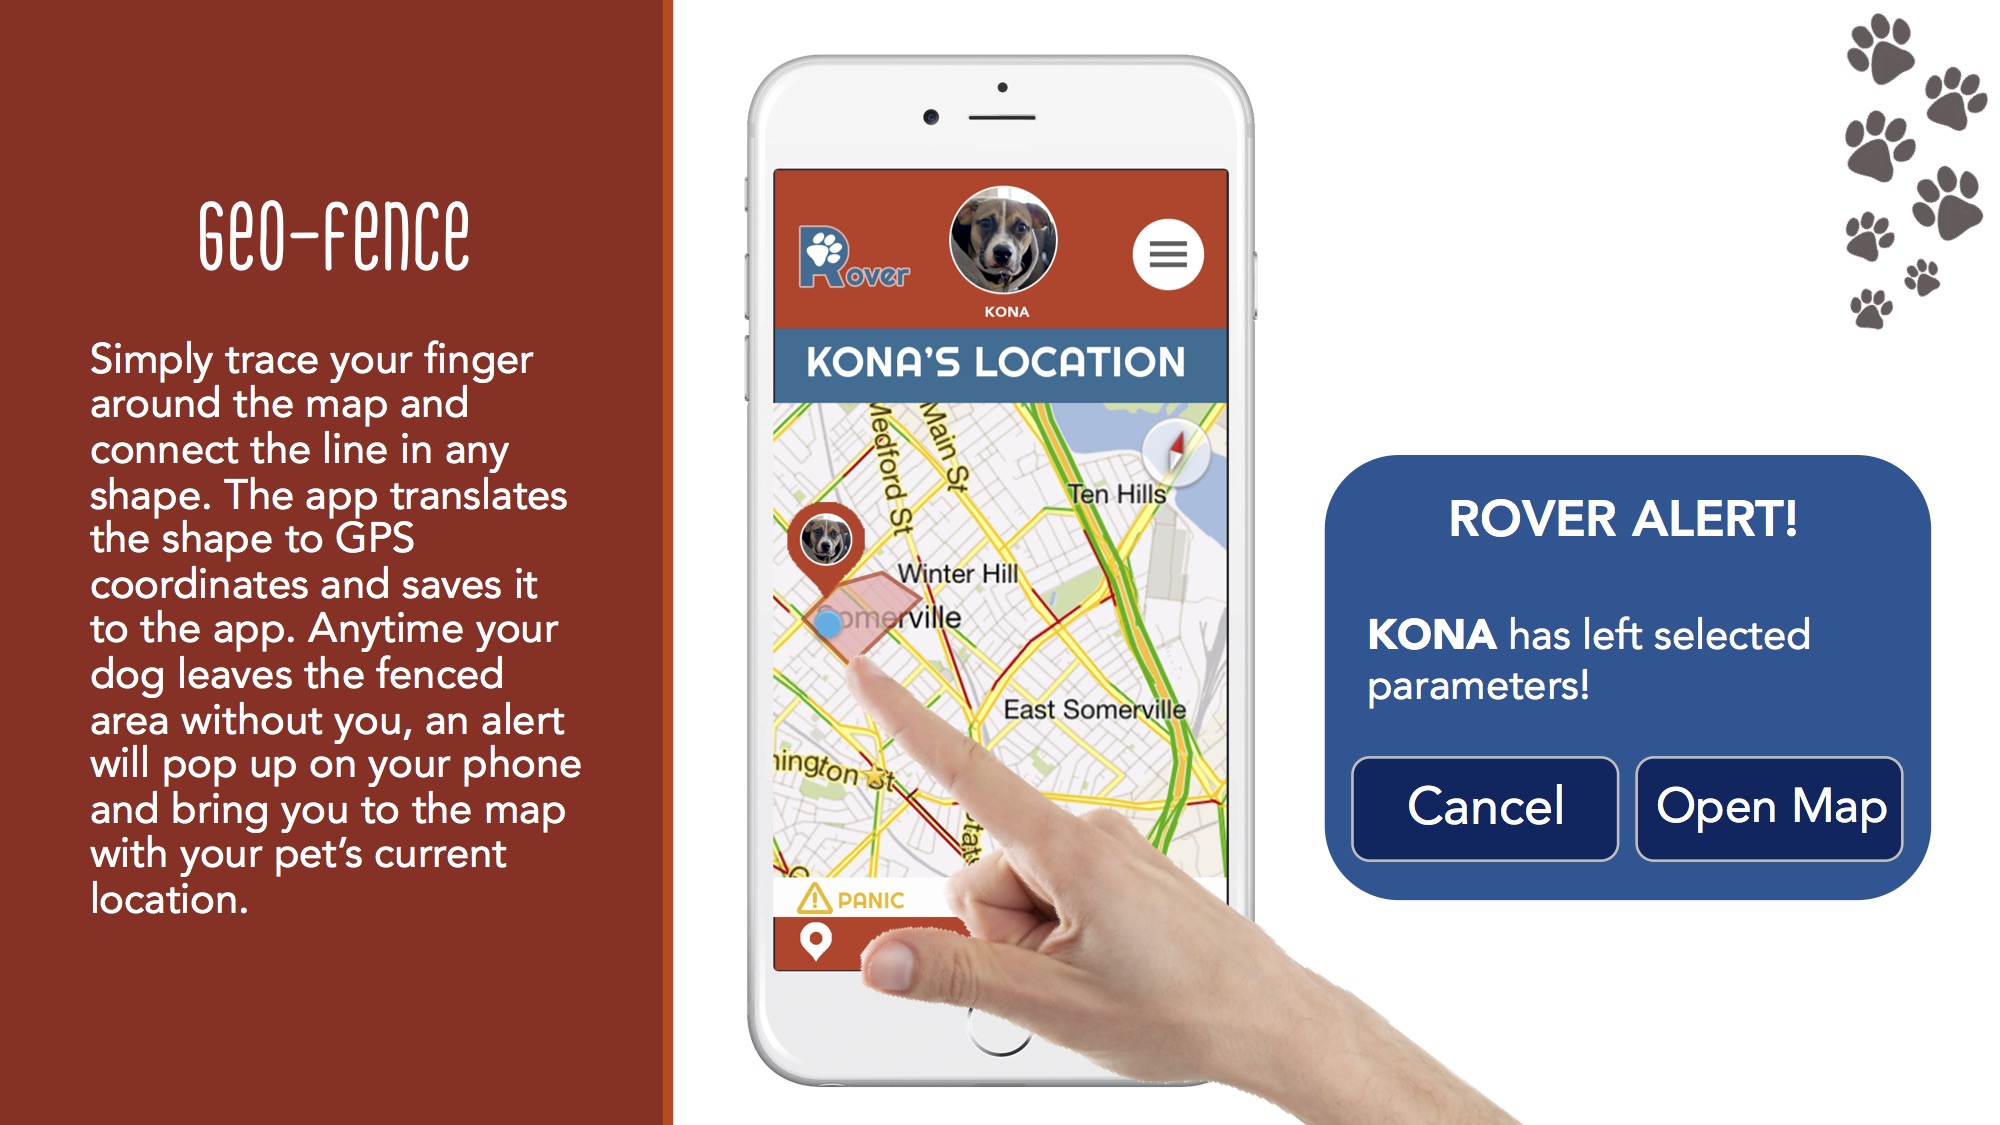 Geo-Fence
Simply trace your finger
around the map and
connect the line in any
shape. The app translates
the shape to GPS
coordinates and saves it
to the app. Anytime your
dog leaves the fenced
area without you, an alert
will pop up on your phone
and bring you to the map
with your pet’s current
location.
Rover
KONA
KONA’S LOCATION
Medford St
Main St
Ten Hills
Winter Hill
Somerville
East Somerville
hington St
PANIC
ROVER ALERT!
KONA has left selected
parameters!
Cancel
Open Map